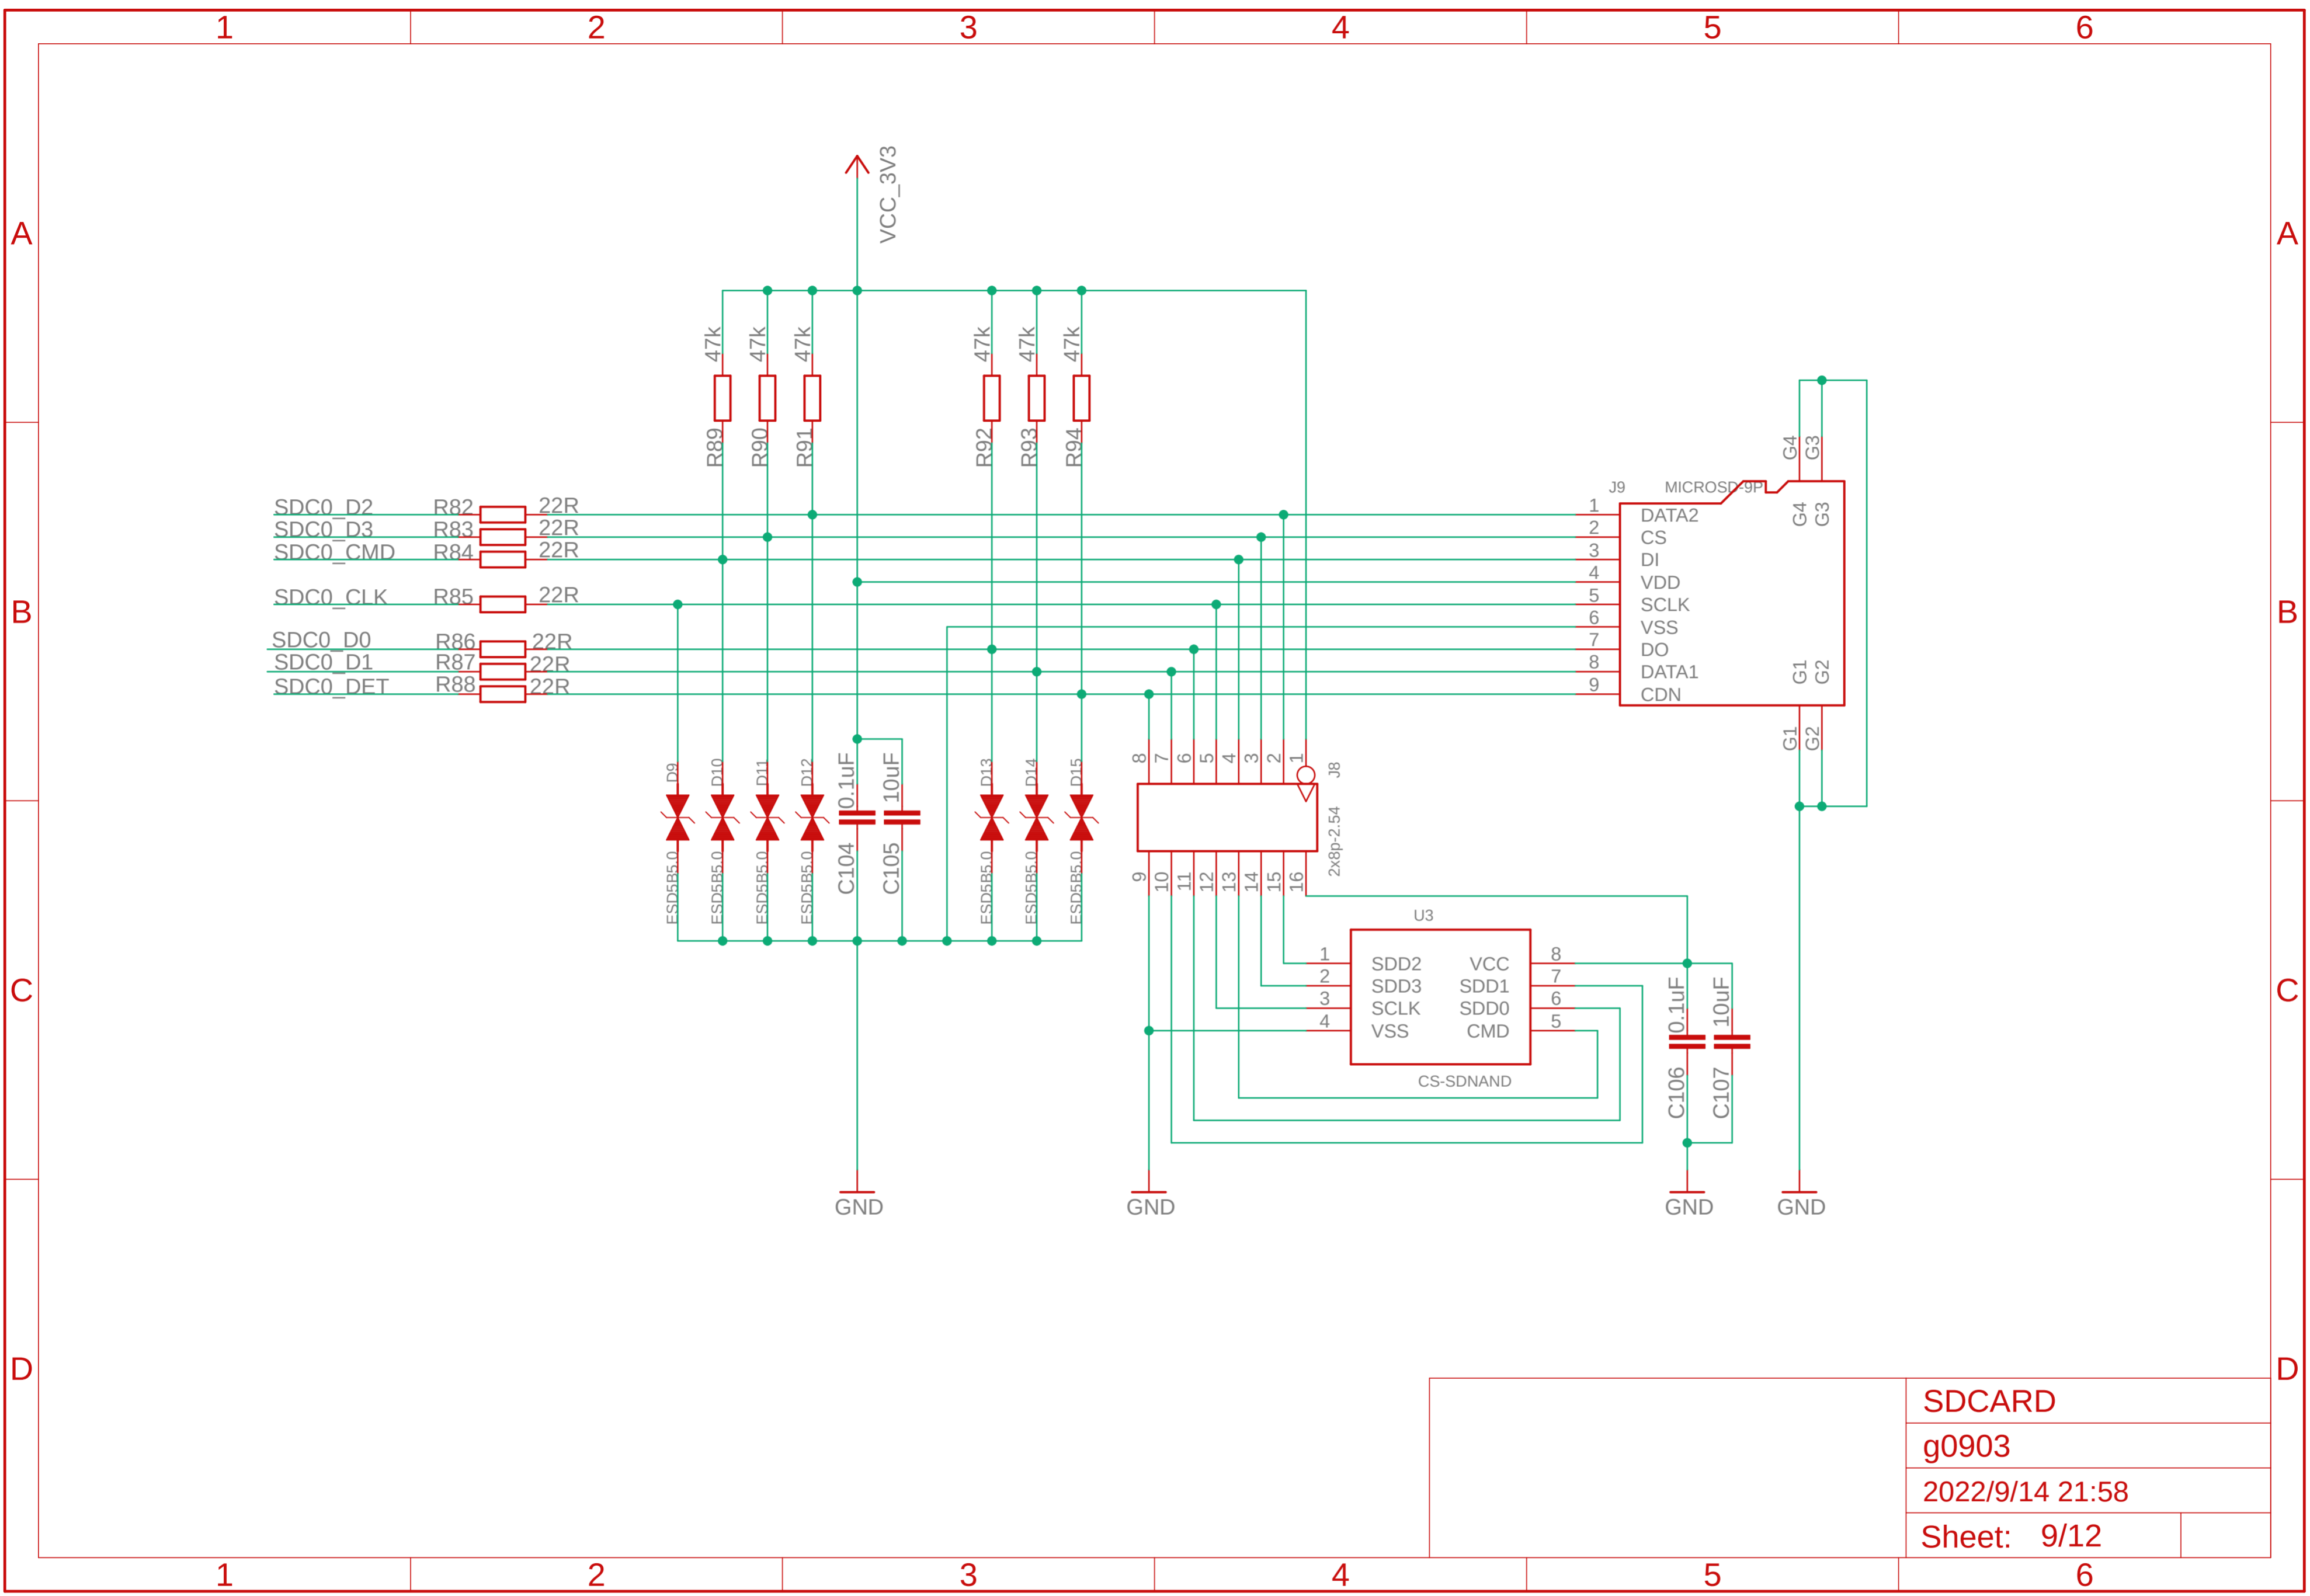 1 2 3 4 5 6
A A
VCC_3V3
47k 47k 47k 47k 47k 47k
R89 R90 R91 R92 R93 R94
G4 G3
J9 MICROSD-9P
SDC0_D2 R82 22R 1 DATA2 G4 G3
SDC0_D3 R83 22R 2 CS
SDC0_CMD R84 22R 3 DI
4 VDD
B B
SDC0_CLK R85 22R 5 SCLK
6 VSS
SDC0_D0 R86 22R 7 DO
SDC0_D1 R87 22R 8 DATA1 G1 G2
SDC0_DET R88 22R 9 CDN
G1 G2
8 7 6 5 4 3 2 1 J8
D9 D10 D11 D12 0.1uF 10uF D13 D14 D15
2x8p-2.54
ESD5B5.0 ESD5B5.0 ESD5B5.0 ESD5B5.0 C104 C105 ESD5B5.0 ESD5B5.0 ESD5B5.0
9 10 11 12 13 14 15 16
U3
1 SDD2 VCC 8
2 SDD3 SDD1 7
3 SCLK SDD0 6
4 VSS CMD 5
CS-SDNAND
0.1uF 10uF
C106 C107
C C
GND GND GND GND
D D
SDCARD
g0903
2022/9/14 21:58
Sheet: 9/12
1 2 3 4 5 6